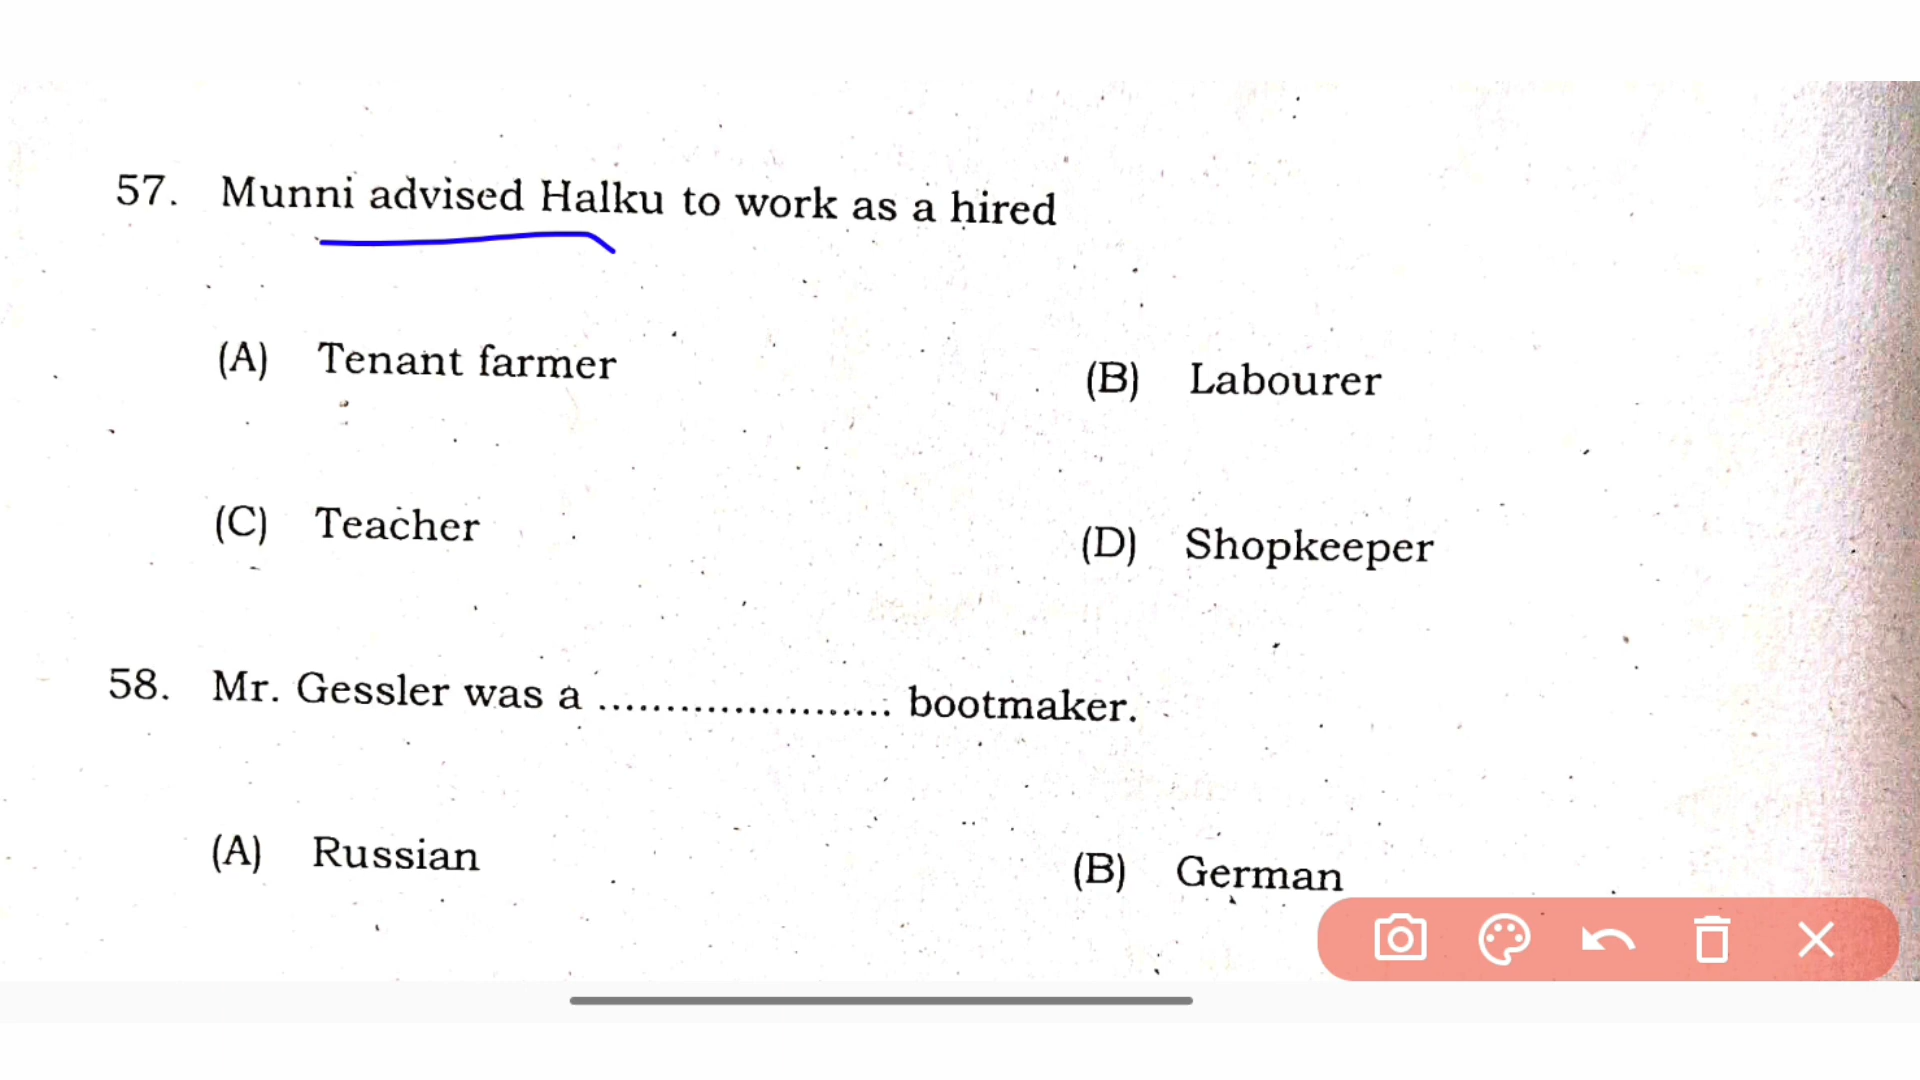 57. Munni advised Halku to work as a hired
(A) Tenant farmer
(B) Labourer
(C) Teacher
(D) Shopkeeper
58. Mr. Gessler was a ...................... bootmaker.
(A) Russian
(B) German